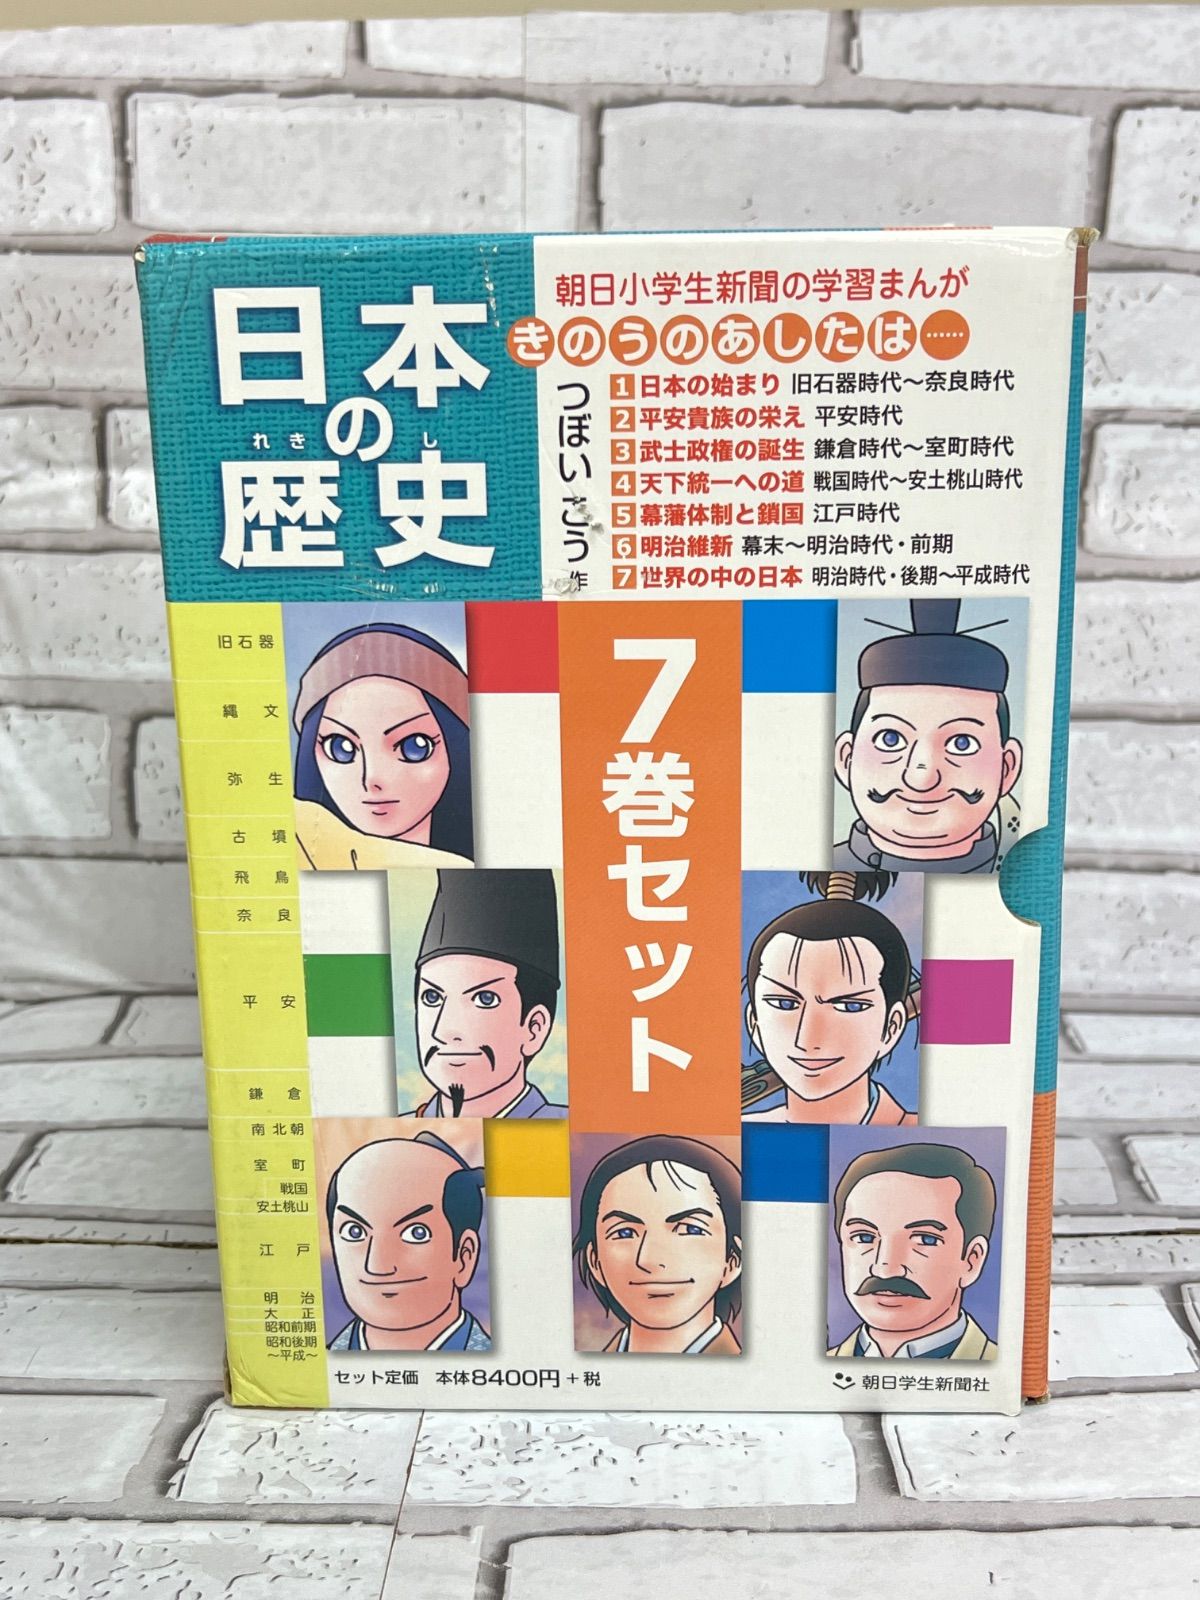 日本の歴史
れきし
朝日小学生新聞の学習まんが
きのうのあしたは……
つぼいこう 作
1 日本の始まり 旧石器時代〜奈良時代
2 平安貴族の栄え 平安時代
3 武士政権の誕生 鎌倉時代〜室町時代
4 天下統一への道 戦国時代〜安土桃山時代
5 幕藩体制と鎖国 江戸時代
6 明治維新 幕末〜明治時代・前期
7 世界の中の日本 明治時代・後期〜平成時代
7巻セット
旧石器
縄文
弥生
古墳
飛鳥
奈良
平安
鎌倉
南北朝
室町
戦国
安土桃山
江戸
明治
大正
昭和前期
昭和後期
〜平成〜
セット定価 本体8400円+税
朝日学生新聞社